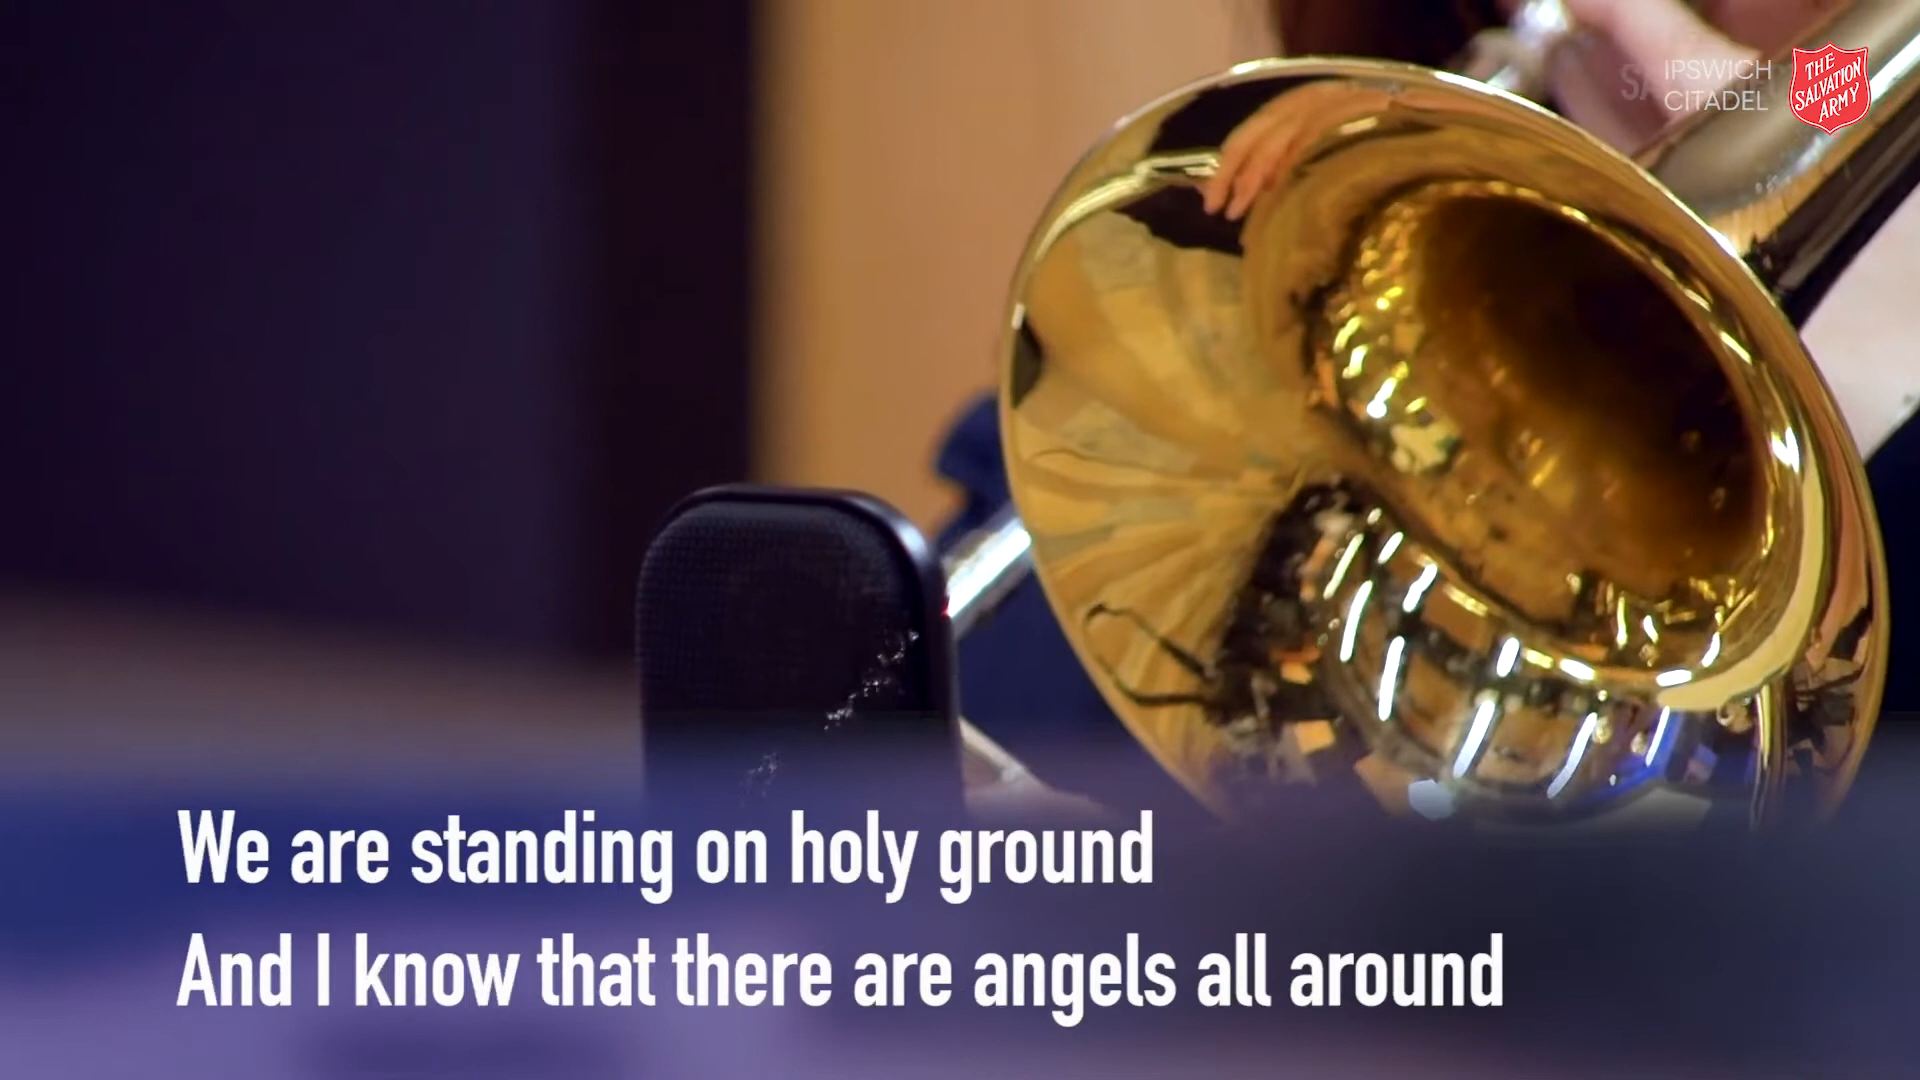 IPSWICH
CITADEL
THE
SALVATION
ARMY
We are standing on holy ground
And I know that there are angels all around